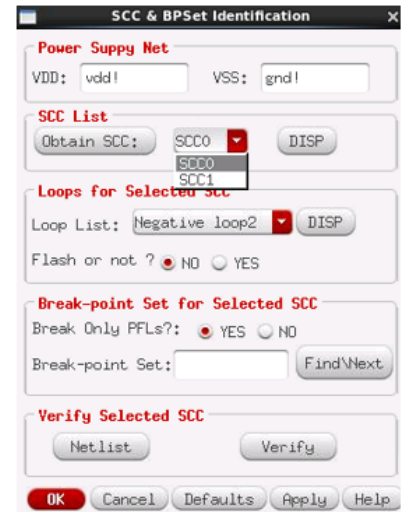 SCC & BPSet Identification ×
Power Suppy Net
VDD: vdd! VSS: gnd!
SCC List
Obtain SCC: SCC0 DISP
SCC0
SCC1
Loops for Selected SCC
Loop List: Negative loop2 DISP
Flash or not ? NO YES
Break-point Set for Selected SCC
Break Only PFLs?: YES NO
Break-point Set: Find\Next
Verify Selected SCC
Netlist Verify
OK Cancel Defaults Apply Help